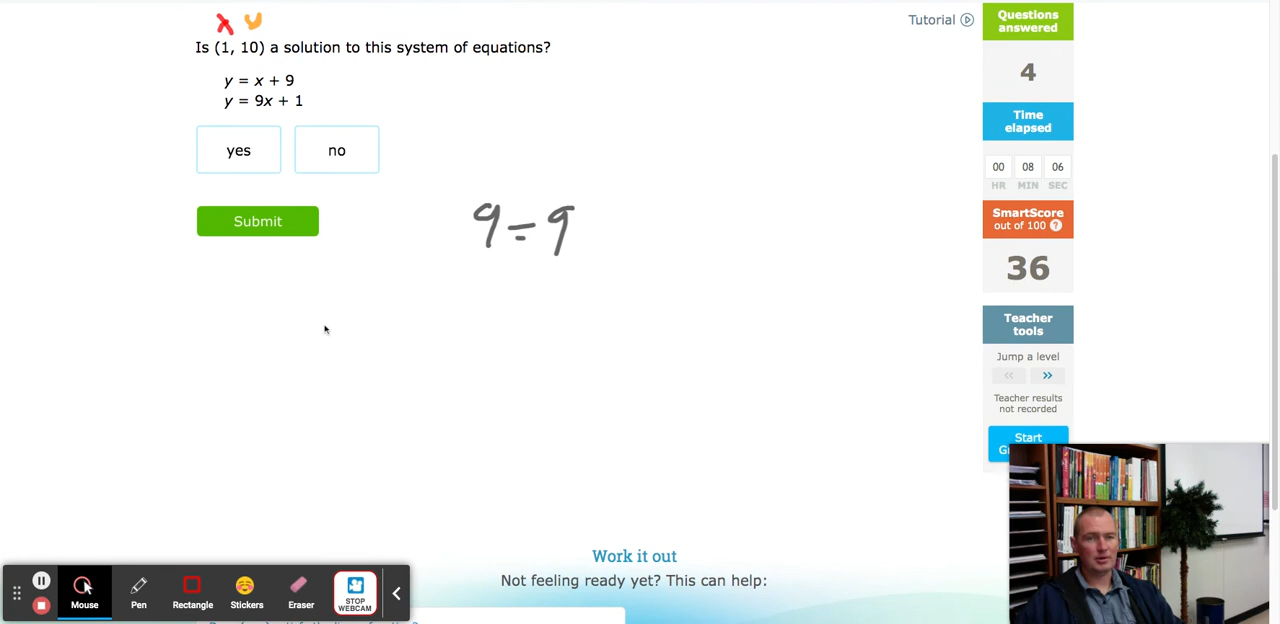 x y
Is (1, 10) a solution to this system of equations?
y = x + 9
y = 9x + 1
yes
no
Submit
9 = 9
Tutorial
Questions
answered
4
Time
elapsed
00 08 06
HR MIN SEC
SmartScore
out of 100 ?
36
Teacher
tools
Jump a level
<< >>
Teacher results
not recorded
Start
Work it out
Not feeling ready yet? This can help:
Mouse
Pen
Rectangle
Stickers
Eraser
STOP
WEBCAM